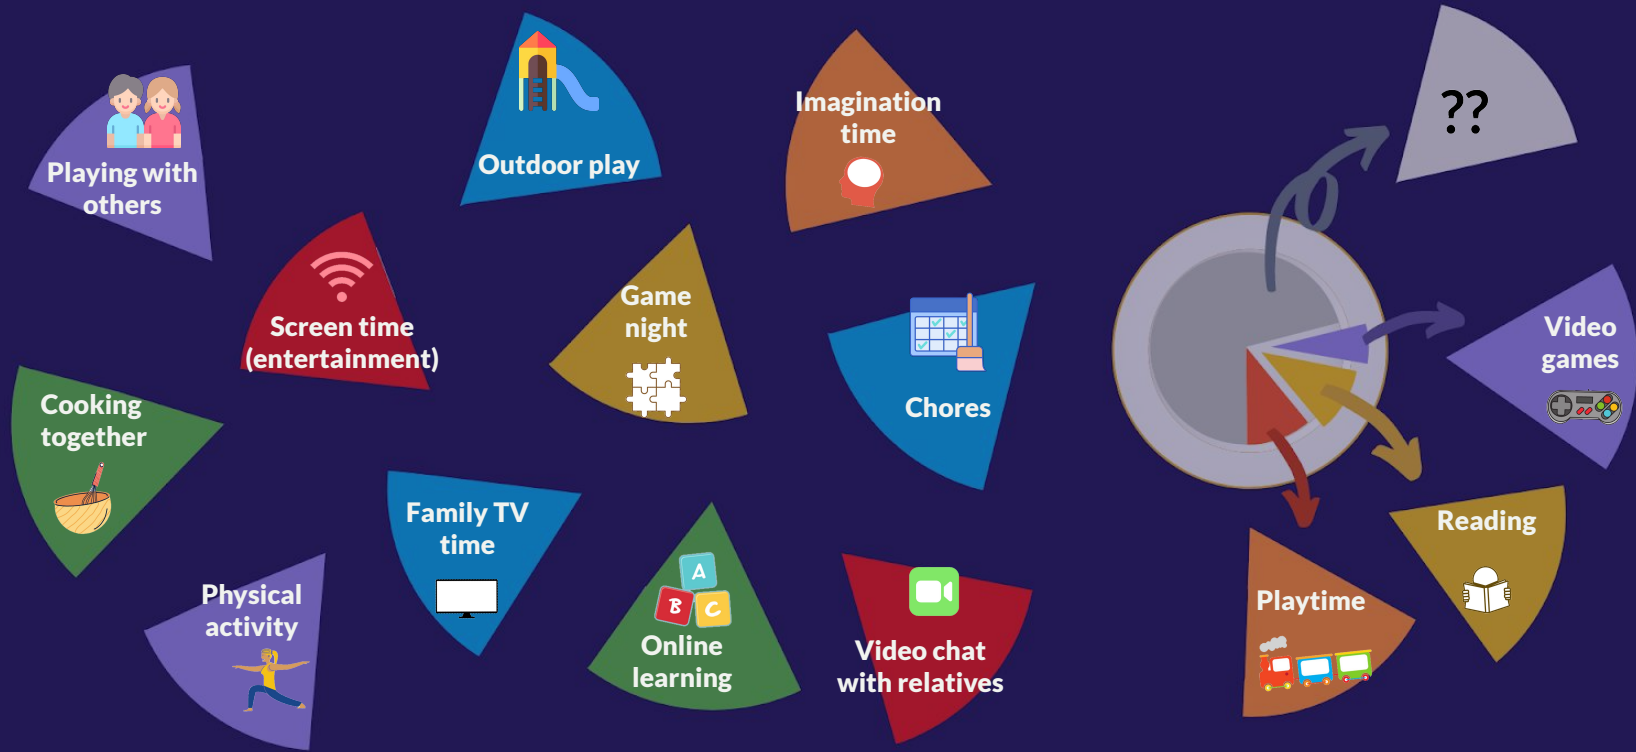 Playing with
others
Outdoor play
Imagination
time
??
Screen time
(entertainment)
Game
night
Chores
Video
games
Cooking
together
Family TV
time
Reading
Physical
activity
A
B
C
Online
learning
Video chat
with relatives
Playtime